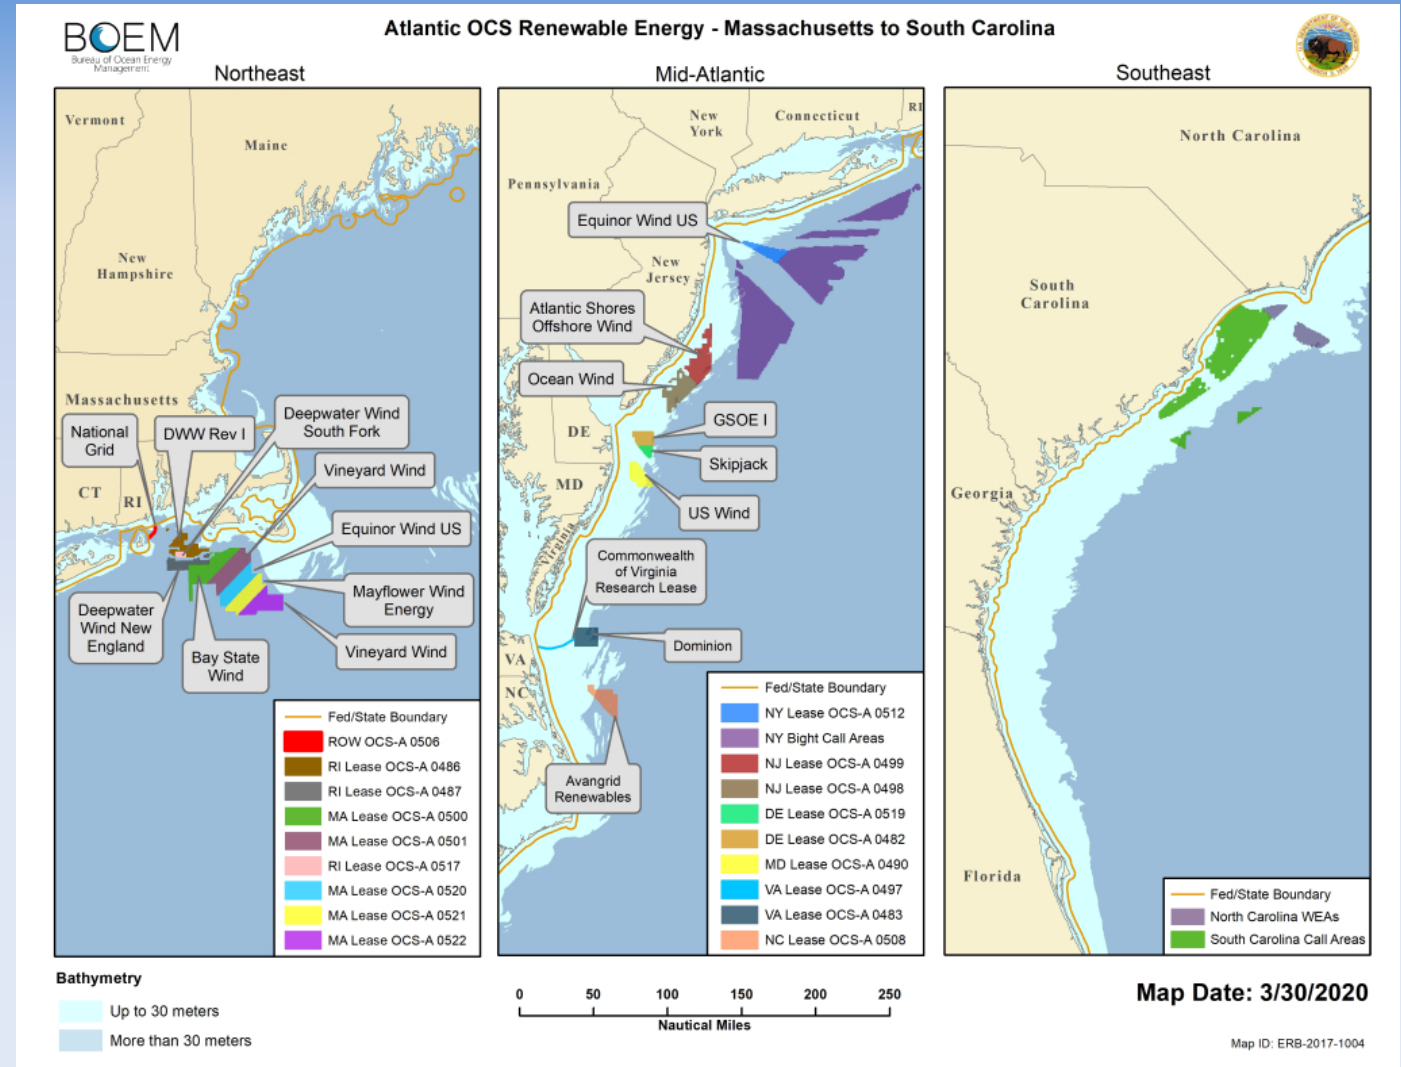 Atlantic OCS Renewable Energy - Massachusetts to South Carolina
BOEM
Bureau of Ocean Energy
Management
Northeast
Mid-Atlantic
Southeast
Vermont
Maine
New
Hampshire
Massachusetts
CT
RI
National
Grid
DWW Rev I
Deepwater Wind
South Fork
Vineyard Wind
Equinor Wind US
Mayflower Wind
Energy
Vineyard Wind
Deepwater
Wind New
England
Bay State
Wind
Fed/State Boundary
ROW OCS-A 0506
RI Lease OCS-A 0486
RI Lease OCS-A 0487
MA Lease OCS-A 0500
MA Lease OCS-A 0501
RI Lease OCS-A 0517
MA Lease OCS-A 0520
MA Lease OCS-A 0521
MA Lease OCS-A 0522
New
York
Connecticut
RI
Pennsylvania
Equinor Wind US
New
Jersey
Atlantic Shores
Offshore Wind
Ocean Wind
DE
GSOE I
Skipjack
MD
US Wind
Virginia
Commonwealth
of Virginia
Research Lease
Dominion
VA
NC
Avangrid
Renewables
Fed/State Boundary
NY Lease OCS-A 0512
NY Bight Call Areas
NJ Lease OCS-A 0499
NJ Lease OCS-A 0498
DE Lease OCS-A 0519
DE Lease OCS-A 0482
MD Lease OCS-A 0490
VA Lease OCS-A 0497
VA Lease OCS-A 0483
NC Lease OCS-A 0508
North Carolina
South
Carolina
Georgia
Florida
Fed/State Boundary
North Carolina WEAs
South Carolina Call Areas
Bathymetry
Up to 30 meters
More than 30 meters
0 50 100 150 200 250
Nautical Miles
Map Date: 3/30/2020
Map ID: ERB-2017-1004